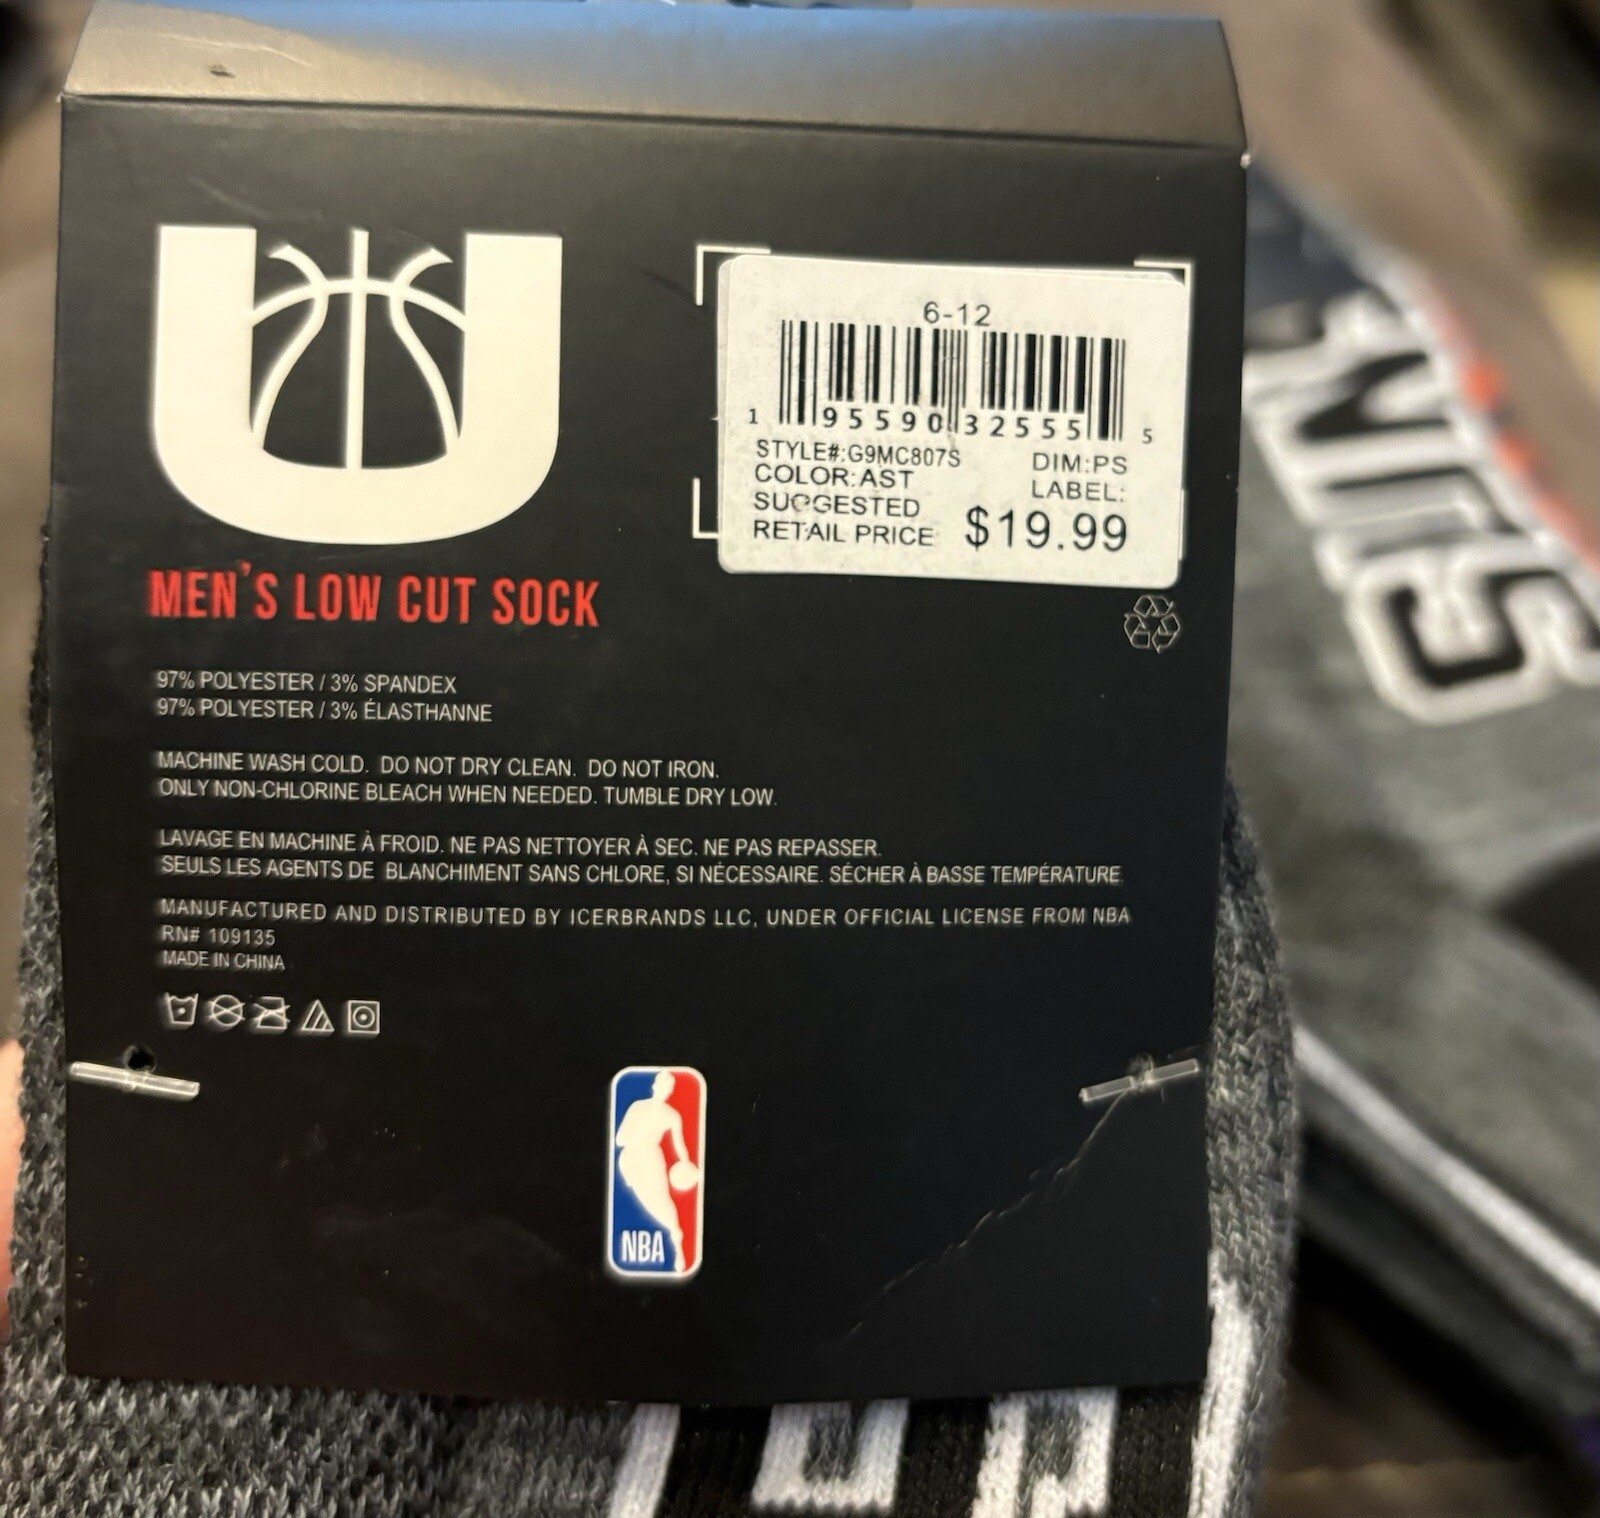 6-12
1 95590 32555 5
STYLE#:G9MC807S DIM:PS
COLOR:AST LABEL:
SUGGESTED
RETAIL PRICE $19.99
MEN'S LOW CUT SOCK
97% POLYESTER / 3% SPANDEX
97% POLYESTER / 3% ÉLASTHANNE
MACHINE WASH COLD. DO NOT DRY CLEAN. DO NOT IRON.
ONLY NON-CHLORINE BLEACH WHEN NEEDED. TUMBLE DRY LOW.
LAVAGE EN MACHINE À FROID. NE PAS NETTOYER À SEC. NE PAS REPASSER.
SEULS LES AGENTS DE BLANCHIMENT SANS CHLORE, SI NÉCESSAIRE. SÉCHER À BASSE TEMPÉRATURE
MANUFACTURED AND DISTRIBUTED BY ICERBRANDS LLC, UNDER OFFICIAL LICENSE FROM NBA
RN# 109135
MADE IN CHINA
NBA